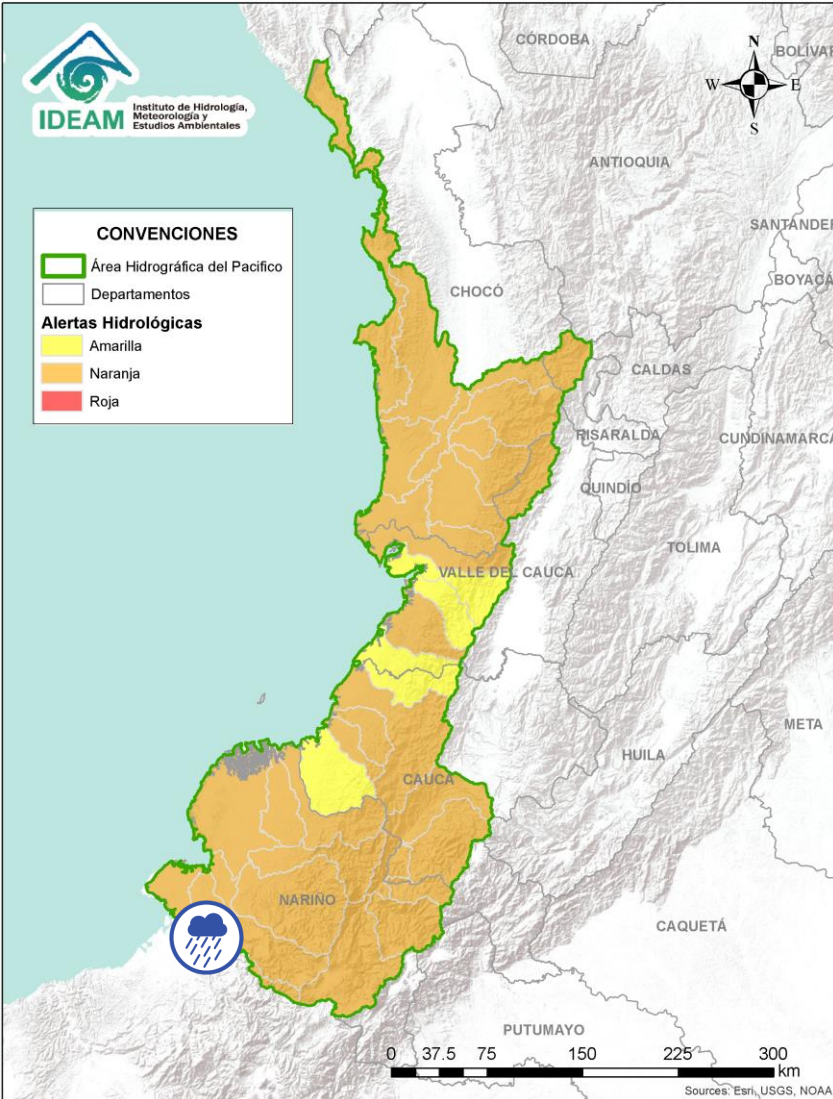 IDEAM
Instituto de Hidrología,
Meteorología y
Estudios Ambientales
CÓRDOBA
BOLÍVAR
N
W
E
S
ANTIOQUIA
SANTANDER
BOYACÁ
CONVENCIONES
Área Hidrográfica del Pacifico
Departamentos
Alertas Hidrológicas
Amarilla
Naranja
Roja
CHOCÓ
CALDAS
RISARALDA
CUNDINAMARCA
QUINDÍO
TOLIMA
VALLE DEL CAUCA
META
HUILA
CAUCA
NARIÑO
CAQUETÁ
PUTUMAYO
0 37.5 75 150 225 300
km
Sources: Esri, USGS, NOAA